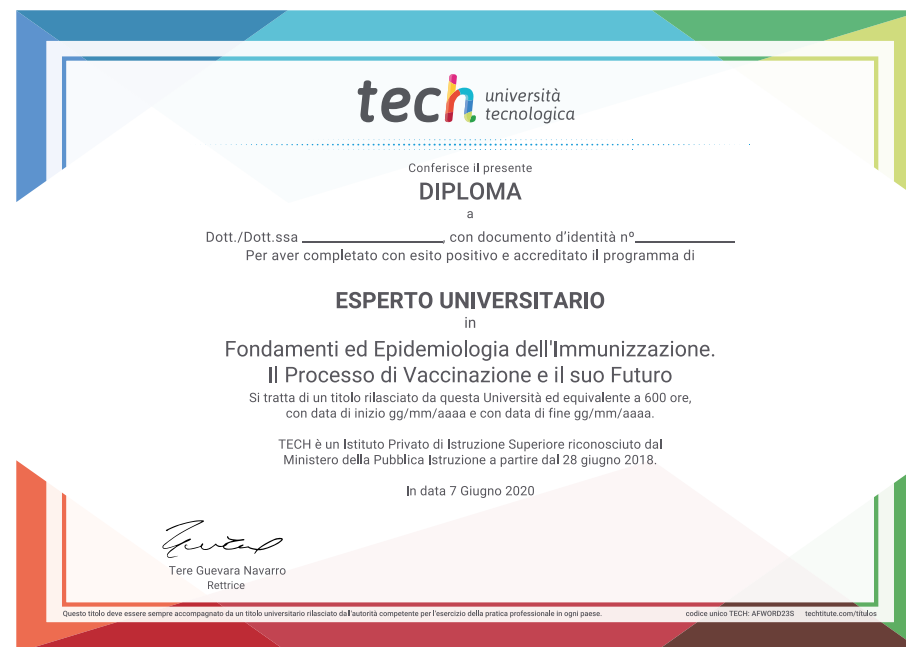 tech università
tecnologica
Conferisce il presente
DIPLOMA
a
Dott./Dott.ssa ____________, con documento d'identità nº____________
Per aver completato con esito positivo e accreditato il programma di
ESPERTO UNIVERSITARIO
in
Fondamenti ed Epidemiologia dell'Immunizzazione.
Il Processo di Vaccinazione e il suo Futuro
Si tratta di un titolo rilasciato da questa Università ed equivalente a 600 ore,
con data di inizio gg/mm/aaaa e con data di fine gg/mm/aaaa.
TECH è un Istituto Privato di Istruzione Superiore riconosciuto dal
Ministero della Pubblica Istruzione a partire dal 28 giugno 2018.
In data 7 Giugno 2020
Tere Guevara Navarro
Rettrice
Questo titolo deve essere sempre accompagnato da un titolo universitario rilasciato dall'autorità competente per l'esercizio della pratica professionale in ogni paese. codice unico TECH: AFWORD23S techtitute.com/titulos